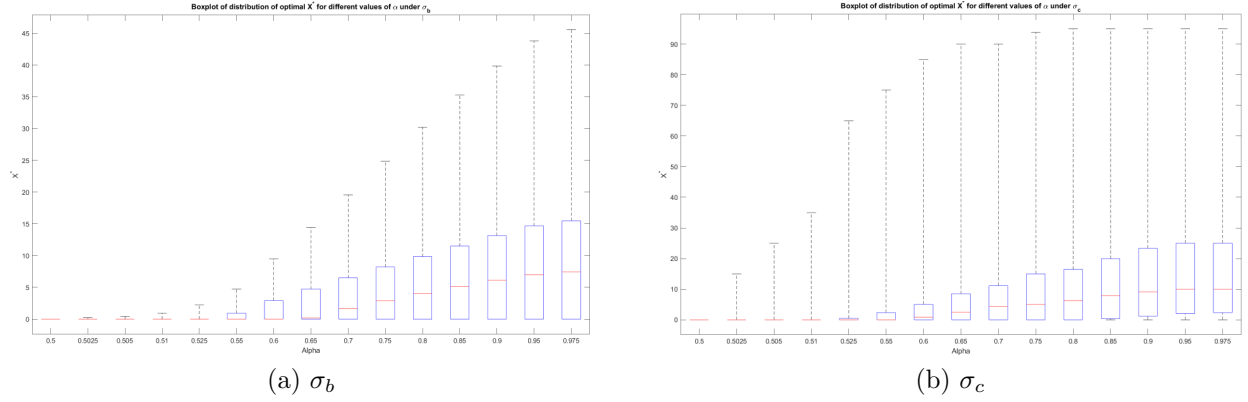 Boxplot of distribution of optimal X* for different values of α under σ_b
45
40
35
30
25
20
15
10
5
0
X*
0.5 0.5025 0.505 0.51 0.525 0.55 0.6 0.65 0.7 0.75 0.8 0.85 0.9 0.95 0.975
Alpha
(a) σ_b
Boxplot of distribution of optimal X* for different values of α under σ_c
90
80
70
60
50
40
30
20
10
0
X*
0.5 0.5025 0.505 0.51 0.525 0.55 0.6 0.65 0.7 0.75 0.8 0.85 0.9 0.95 0.975
Alpha
(b) σ_c